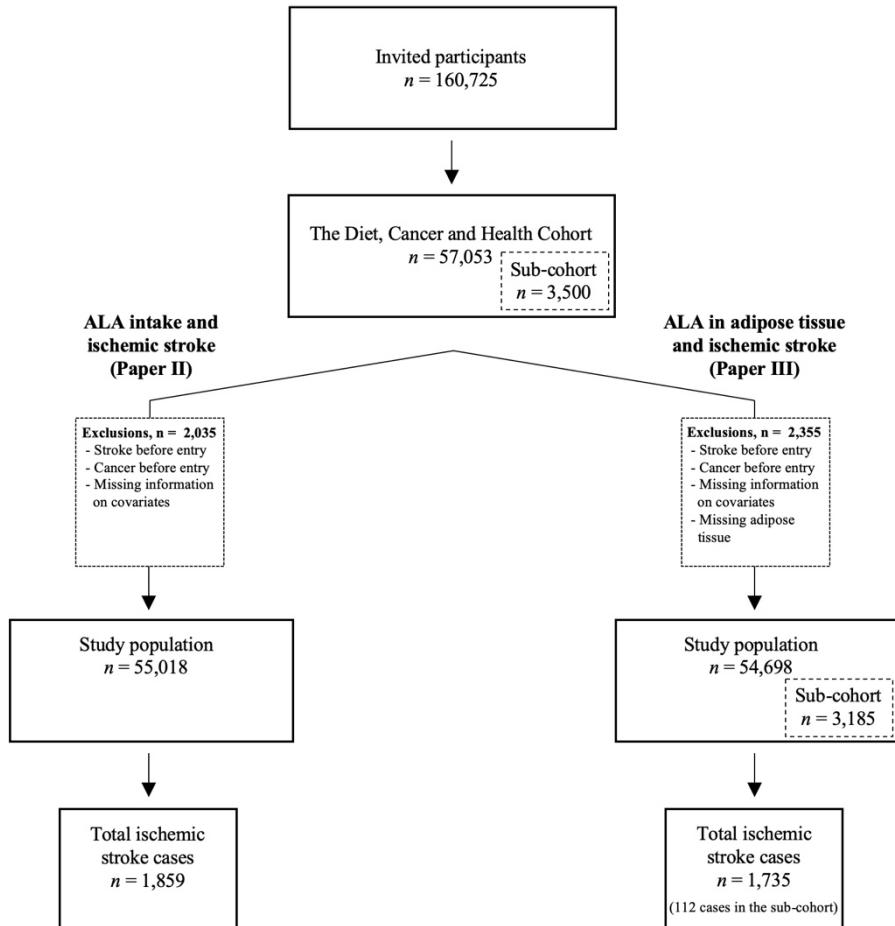 Invited participants
n = 160,725
The Diet, Cancer and Health Cohort
n = 57,053
Sub-cohort
n = 3,500
ALA intake and
ischemic stroke
(Paper II)
ALA in adipose tissue
and ischemic stroke
(Paper III)
Exclusions, n = 2,035
- Stroke before entry
- Cancer before entry
- Missing information
on covariates
Exclusions, n = 2,355
- Stroke before entry
- Cancer before entry
- Missing information
on covariates
- Missing adipose
tissue
Study population
n = 55,018
Study population
n = 54,698
Sub-cohort
n = 3,185
Total ischemic
stroke cases
n = 1,859
Total ischemic
stroke cases
n = 1,735
(112 cases in the sub-cohort)